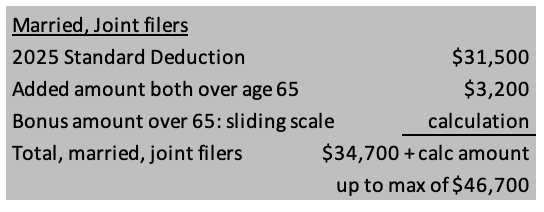 Married, Joint filers
2025 Standard Deduction $31,500
Added amount both over age 65 $3,200
Bonus amount over 65: sliding scale calculation
Total, married, joint filers $34,700 + calc amount
up to max of $46,700